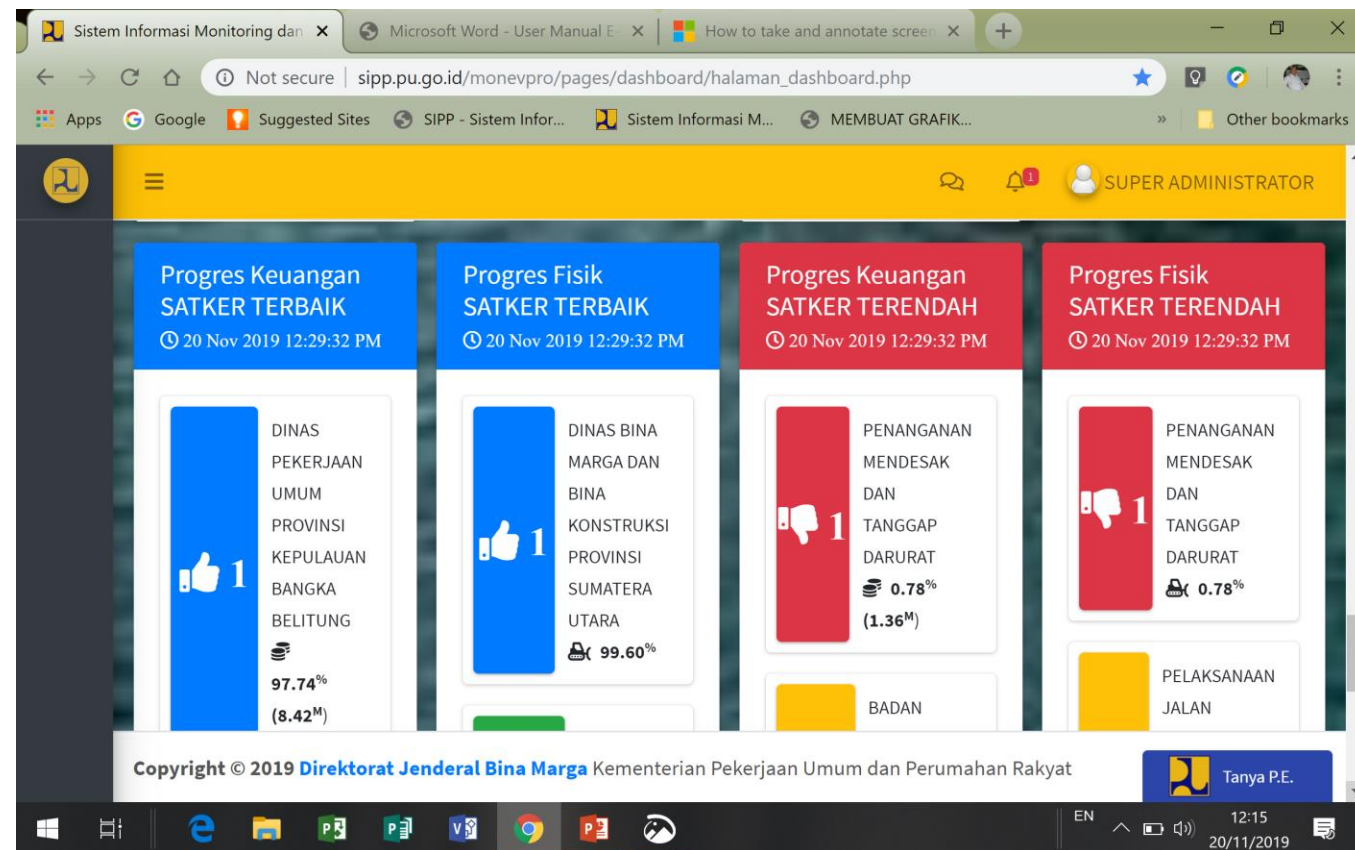 Sistem Informasi Monitoring dan
Microsoft Word - User Manual E-
How to take and annotate screen
Not secure | sipp.pu.go.id/monevpro/pages/dashboard/halaman_dashboard.php
Apps
Google
Suggested Sites
SIPP - Sistem Infor...
Sistem Informasi M...
MEMBUAT GRAFIK...
»
Other bookmarks
1
SUPER ADMINISTRATOR
Progres Keuangan
SATKER TERBAIK
20 Nov 2019 12:29:32 PM
1
DINAS
PEKERJAAN
UMUM
PROVINSI
KEPULAUAN
BANGKA
BELITUNG
97.74%
(8.42M)
Progres Fisik
SATKER TERBAIK
20 Nov 2019 12:29:32 PM
1
DINAS BINA
MARGA DAN
BINA
KONSTRUKSI
PROVINSI
SUMATERA
UTARA
99.60%
Progres Keuangan
SATKER TERENDAH
20 Nov 2019 12:29:32 PM
1
PENANGANAN
MENDESAK
DAN
TANGGAP
DARURAT
0.78%
(1.36M)
BADAN
Progres Fisik
SATKER TERENDAH
20 Nov 2019 12:29:32 PM
1
PENANGANAN
MENDESAK
DAN
TANGGAP
DARURAT
0.78%
PELAKSANAAN
JALAN
Copyright © 2019 Direktorat Jenderal Bina Marga Kementerian Pekerjaan Umum dan Perumahan Rakyat
Tanya P.E.
EN
12:15
20/11/2019